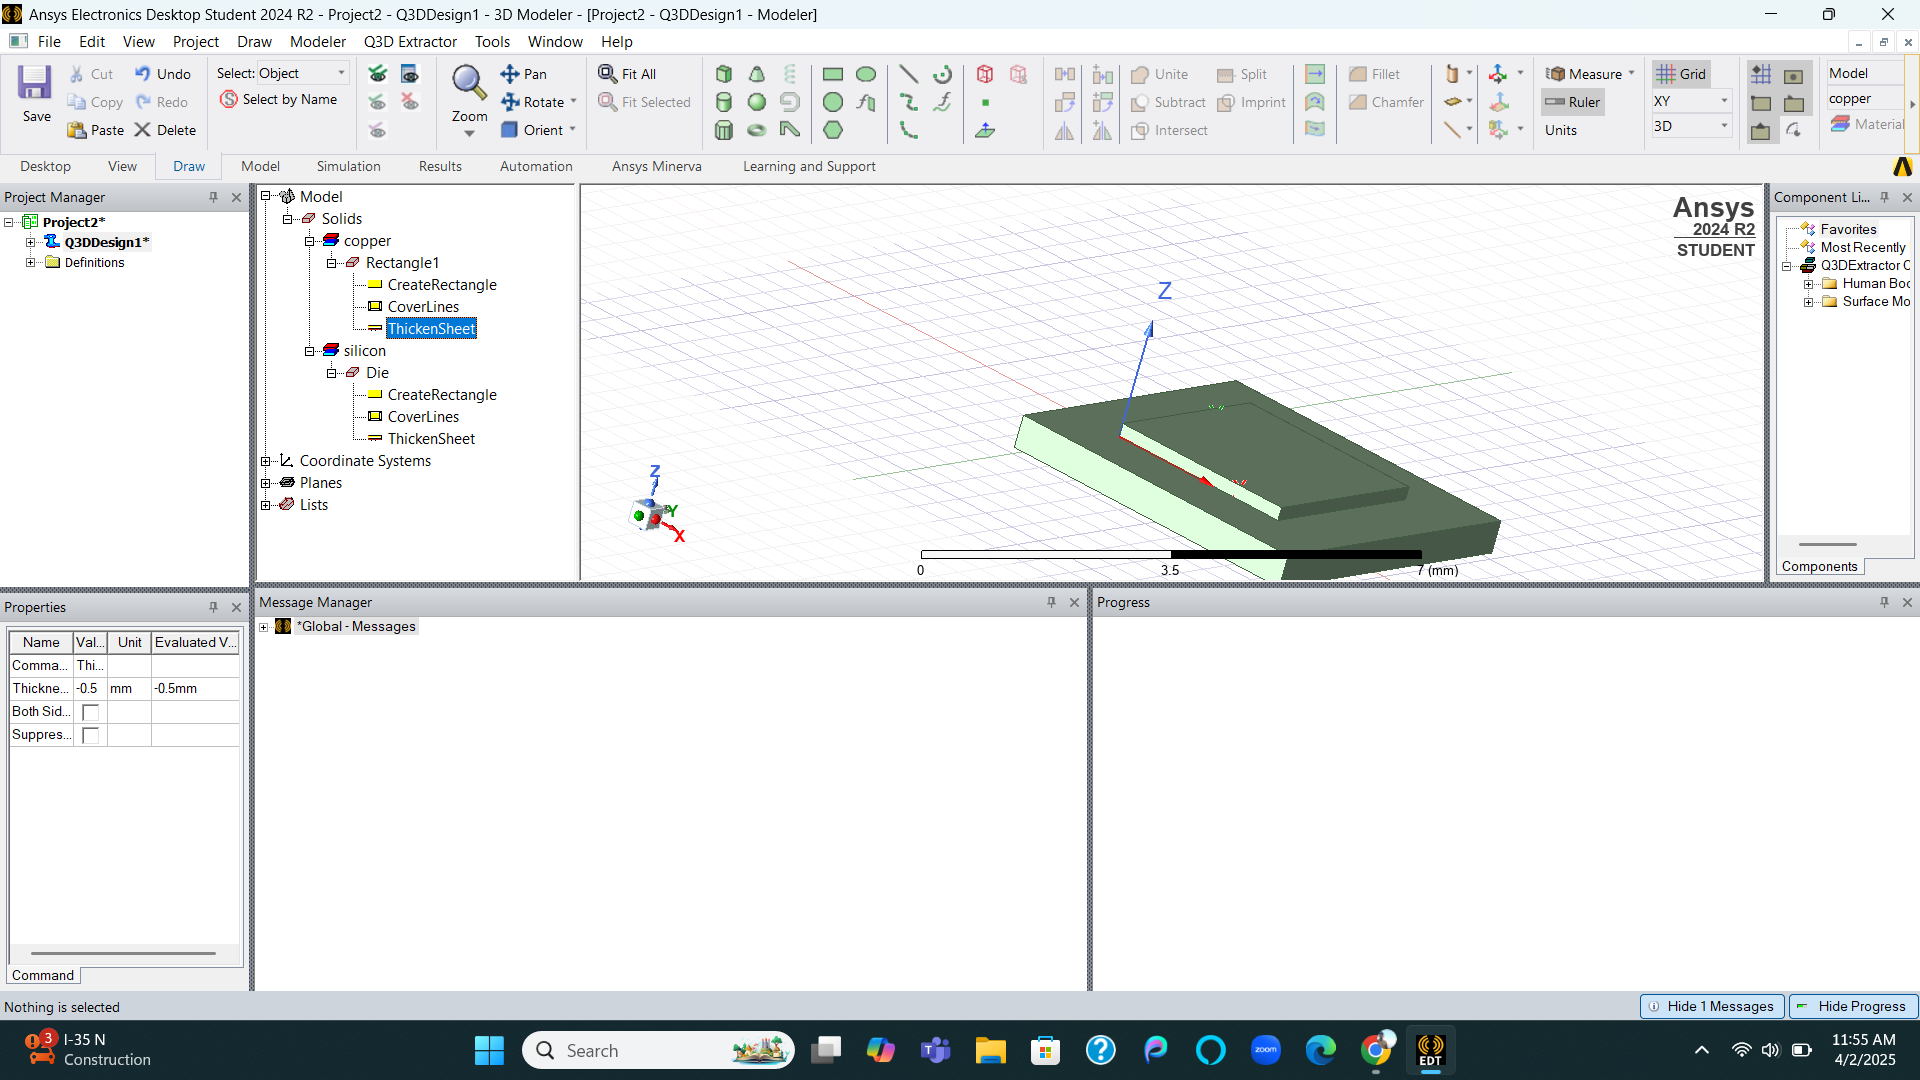 Ansys Electronics Desktop Student 2024 R2 - Project2 - Q3DDesign1 - 3D Modeler - [Project2 - Q3DDesign1 - Modeler]
File Edit View Project Draw Modeler Q3D Extractor Tools Window Help
Save
Cut
Copy
Paste
Undo
Redo
Delete
Select: Object
Select by Name
Zoom
Pan
Rotate
Orient
Fit All
Fit Selected
Unite
Subtract
Intersect
Split
Imprint
Fillet
Chamfer
Measure
Ruler
Units
Grid
XY
3D
Model
copper
Material
Desktop View Draw Model Simulation Results Automation Ansys Minerva Learning and Support
Project Manager
Project2*
Q3DDesign1*
Definitions
Model
Solids
copper
Rectangle1
CreateRectangle
CoverLines
ThickenSheet
silicon
Die
CreateRectangle
CoverLines
ThickenSheet
Coordinate Systems
Planes
Lists
Ansys
2024 R2
STUDENT
Z
Z
Y
X
0 3.5 7 (mm)
Component Li...
Favorites
Most Recently
Q3DExtractor C
Human Boo
Surface Mo
Components
Properties
Name Val... Unit Evaluated V...
Comma... Thi...
Thickne... -0.5 mm -0.5mm
Both Sid...
Suppres...
Command
Message Manager
*Global - Messages
Progress
Nothing is selected
Hide 1 Messages
Hide Progress
3
I-35 N
Construction
Search
zoom
EDT
11:55 AM
4/2/2025